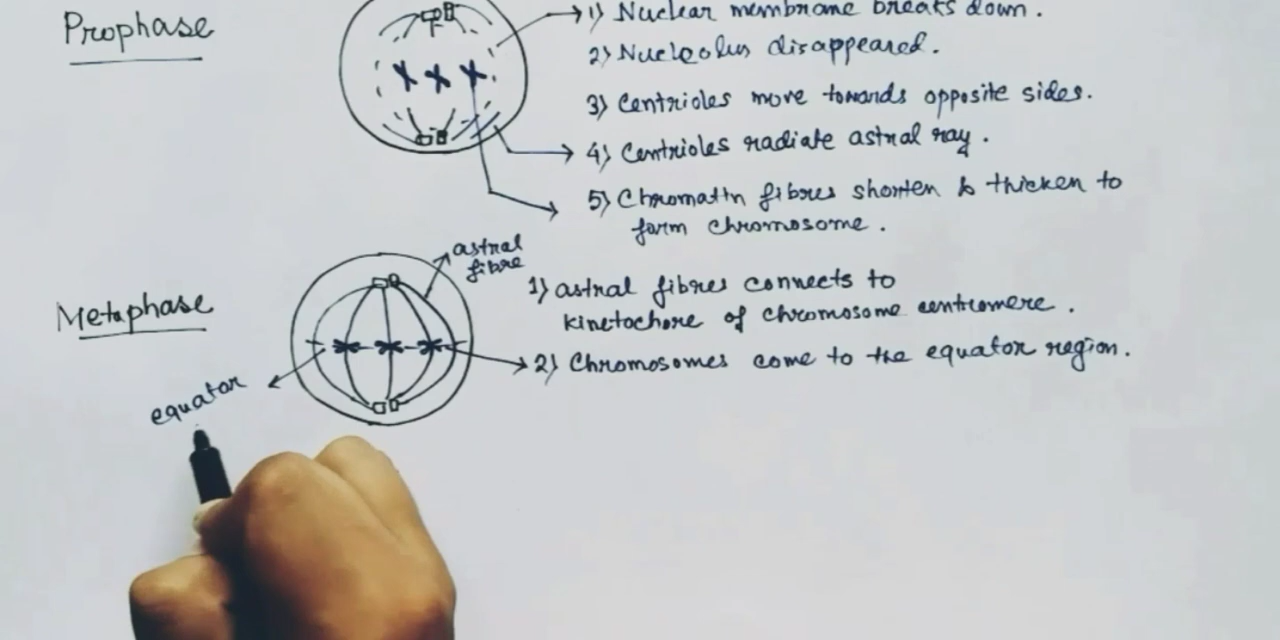 Prophase
1) Nuclear membrane breaks down.
2) Nucleolus disappeared.
3) Centrioles move towards opposite sides.
4) Centrioles radiate astral ray.
5) Chromatin fibres shorten & thicken to
form chromosome.
Metaphase
astral
fibre
equator
1) astral fibres connects to
kinetochore of chromosome centromere.
2) Chromosomes come to the equator region.